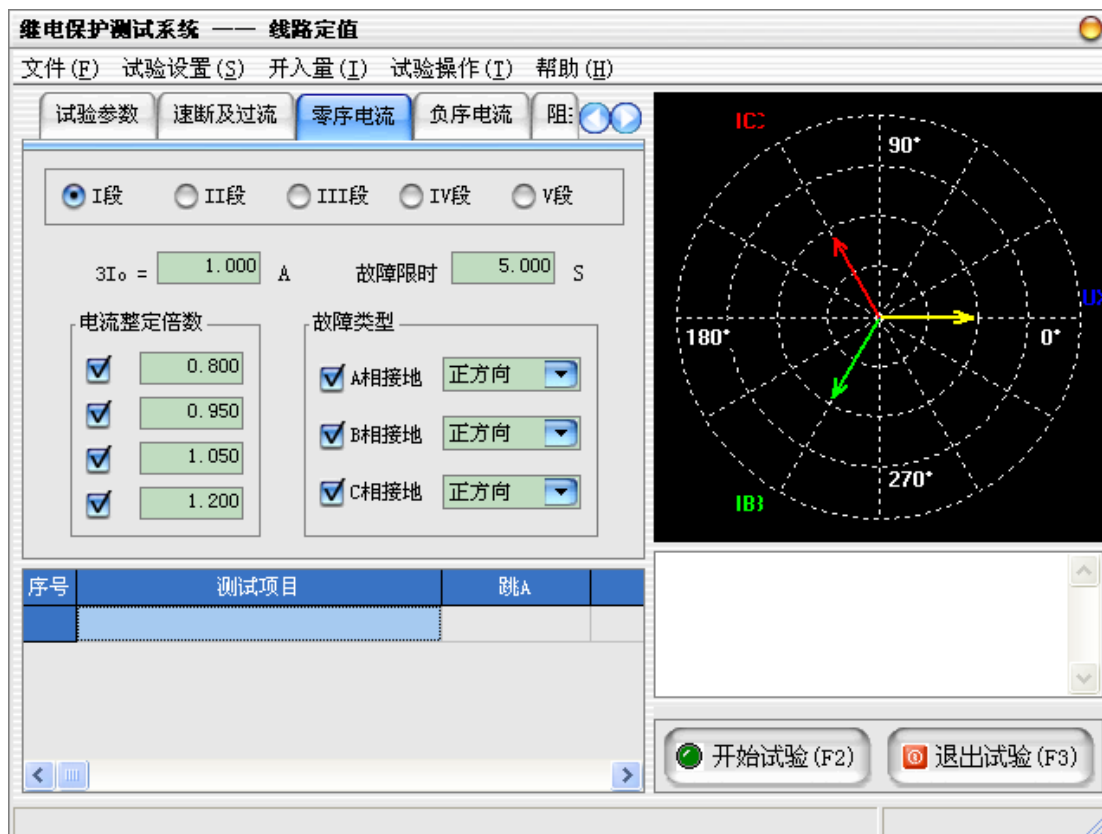 继电保护测试系统 —— 线路定值
文件(F) 试验设置(S) 开入量(I) 试验操作(T) 帮助(H)
试验参数 速断及过流 零序电流 负序电流 阻
I段 II段 III段 IV段 V段
3Io = 1.000 A 故障限时 5.000 S
电流整定倍数
0.800
0.950
1.050
1.200
故障类型
A相接地 正方向
B相接地 正方向
C相接地 正方向
序号 测试项目 跳A
90°
180° 0°
270°
开始试验(F2) 退出试验(F3)